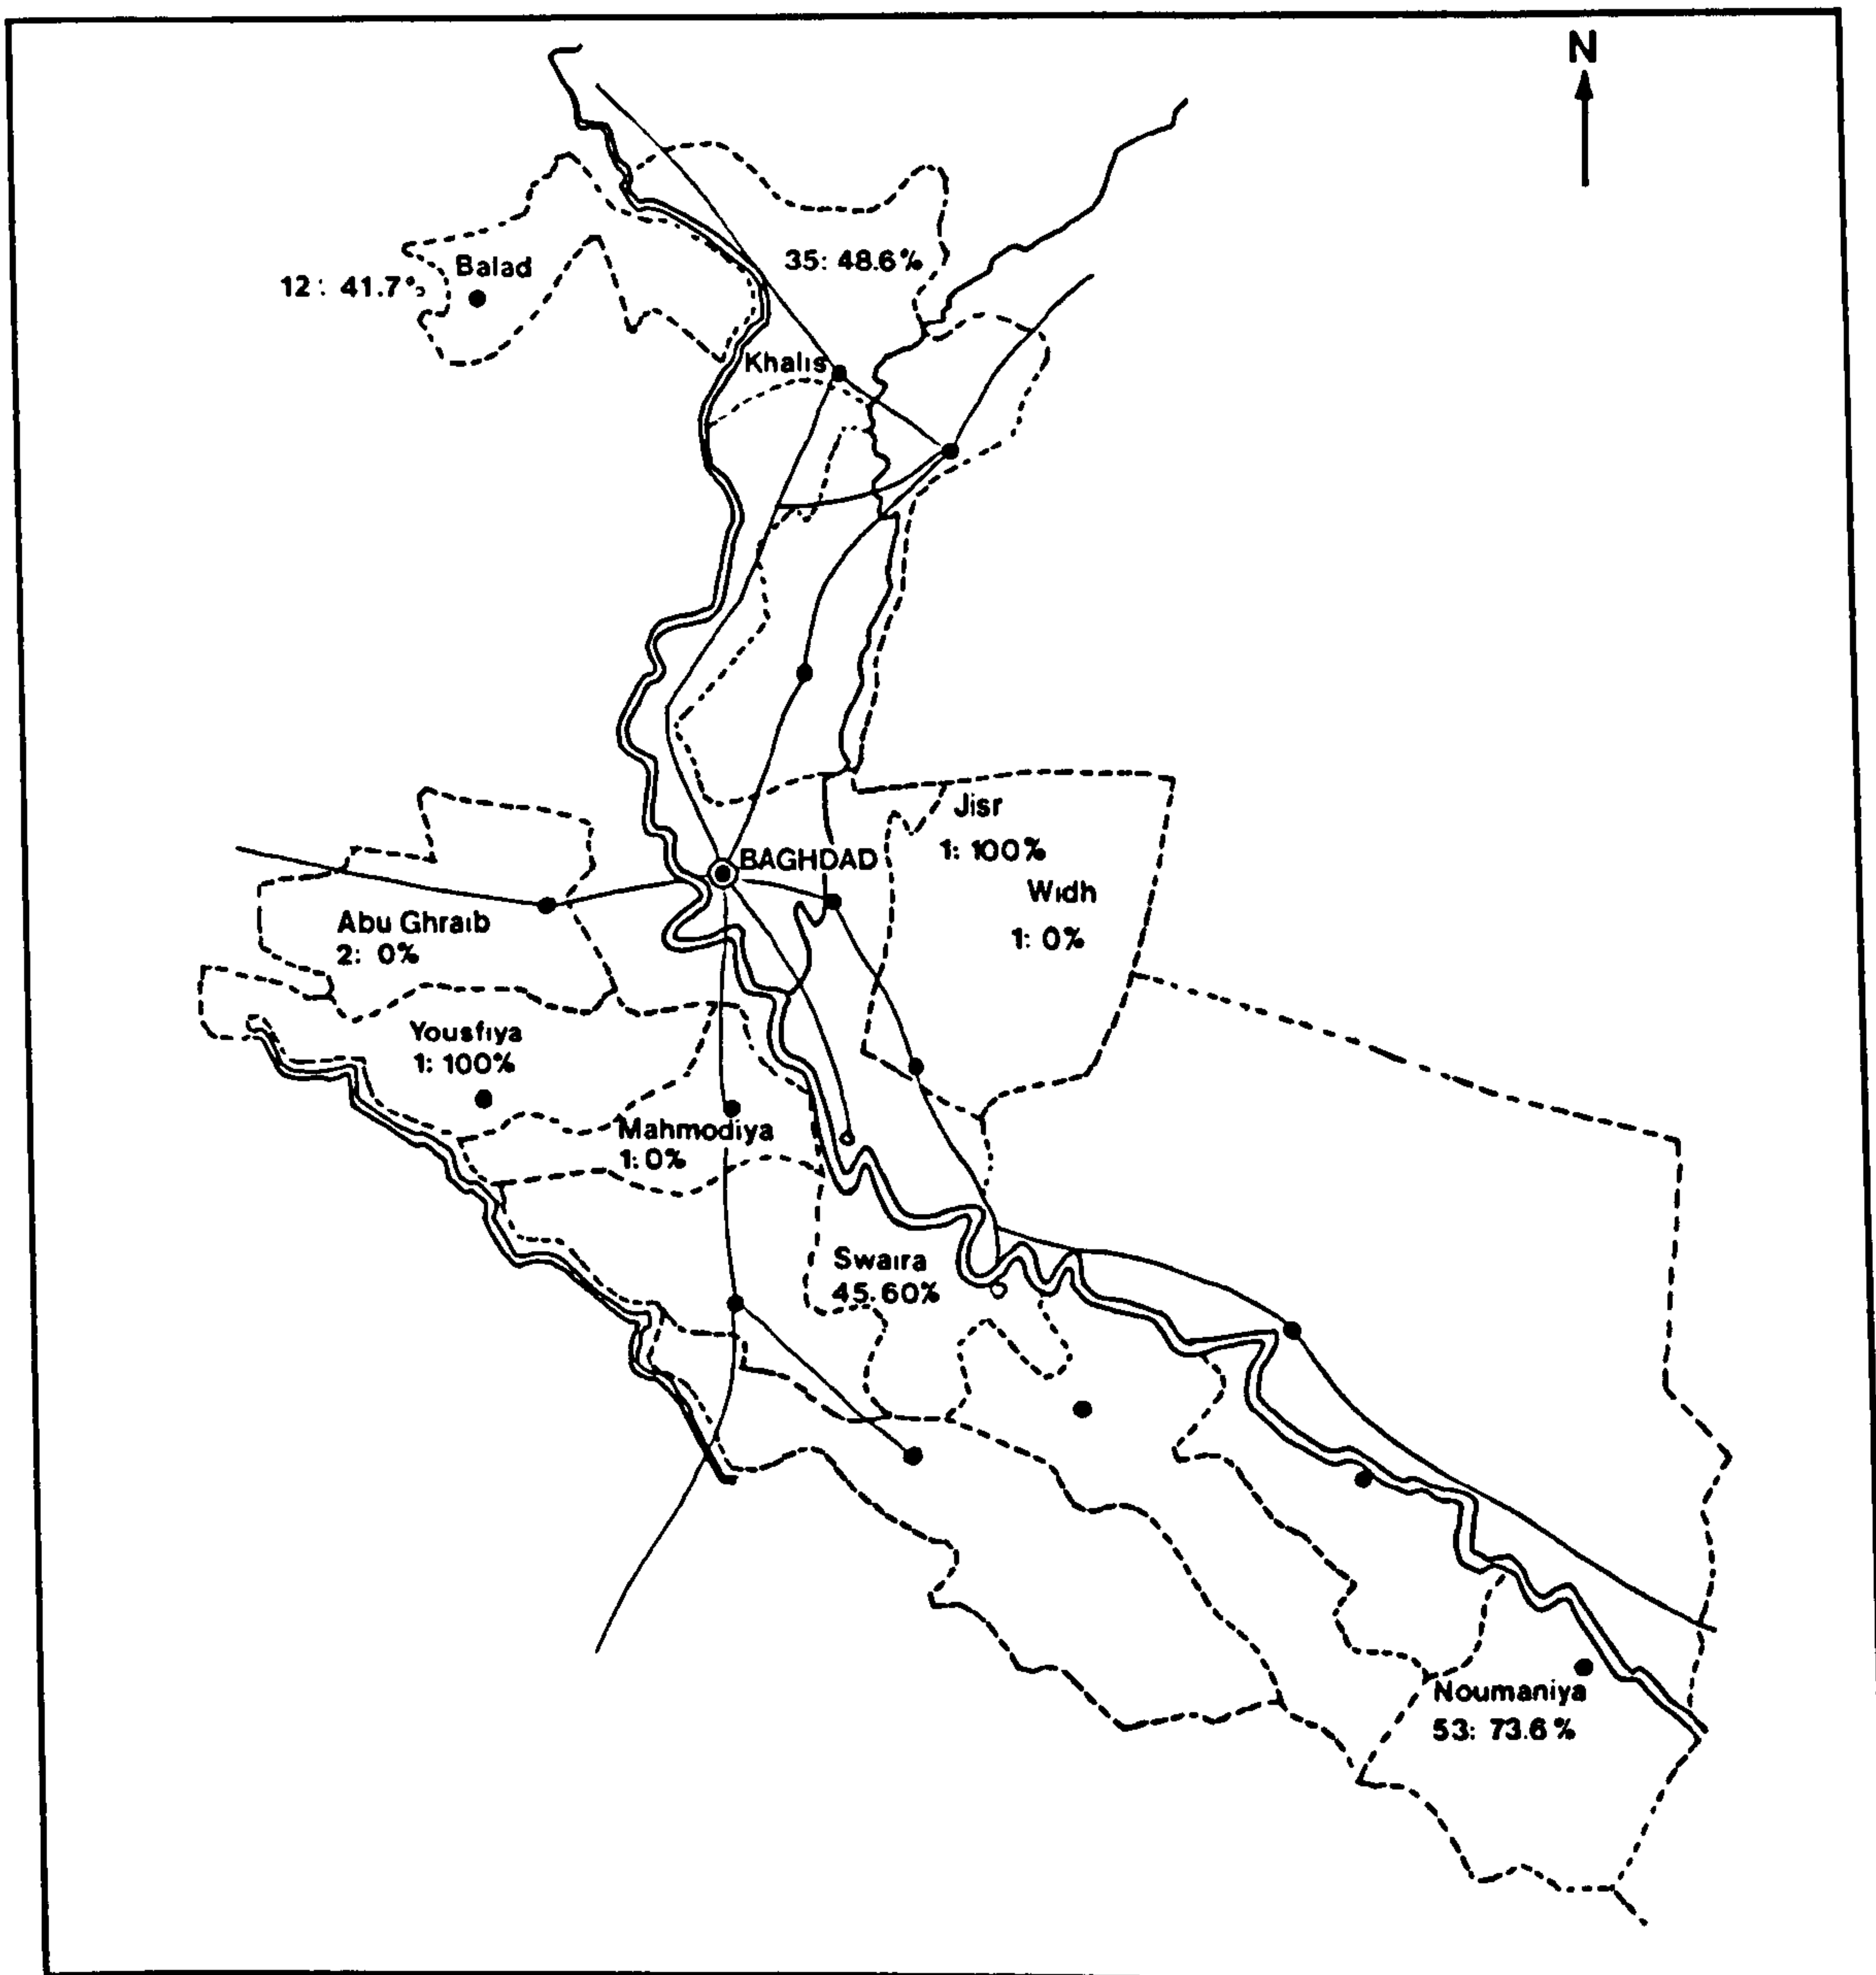 N
Balad
12: 41.7%
35: 48.6%
Khalis
BAGHDAD
Jisr
1: 100%
Widh
1: 0%
Abu Ghraib
2: 0%
Yousfiya
1: 100%
Mahmodiya
1: 0%
Swaira
45. 60%
Noumaniya
53: 73.6%